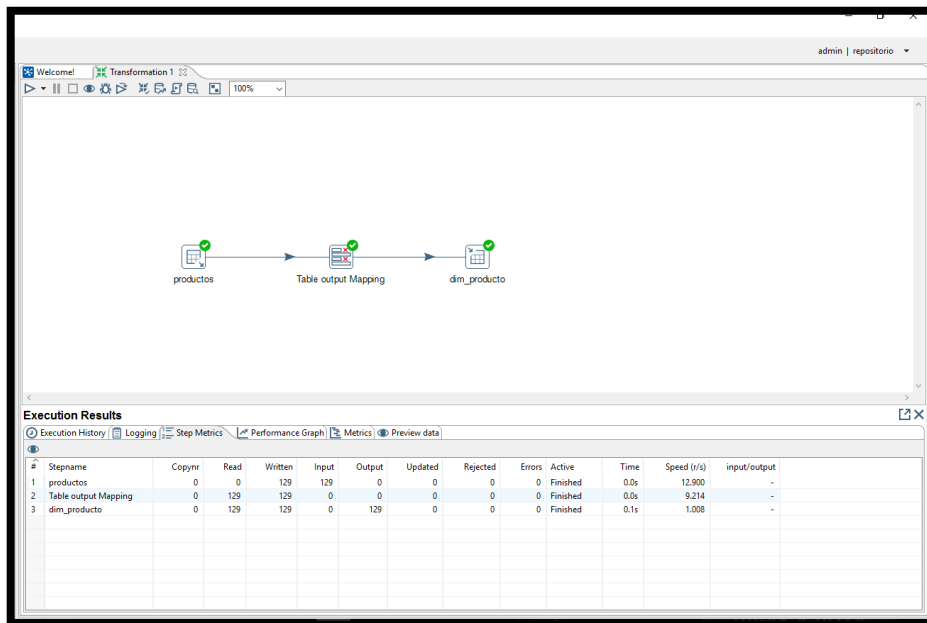 admin | repositorio
Welcome! Transformation 1
100%
productos Table output Mapping dim_producto
Execution Results
Execution History Logging Step Metrics Performance Graph Metrics Preview data
# Stepname Copynr Read Written Input Output Updated Rejected Errors Active Time Speed (r/s) input/output
1 productos 0 0 129 129 0 0 0 0 Finished 0.0s 12.900 -
2 Table output Mapping 0 129 129 0 0 0 0 0 Finished 0.0s 9.214 -
3 dim_producto 0 129 129 0 129 0 0 0 Finished 0.1s 1.008 -